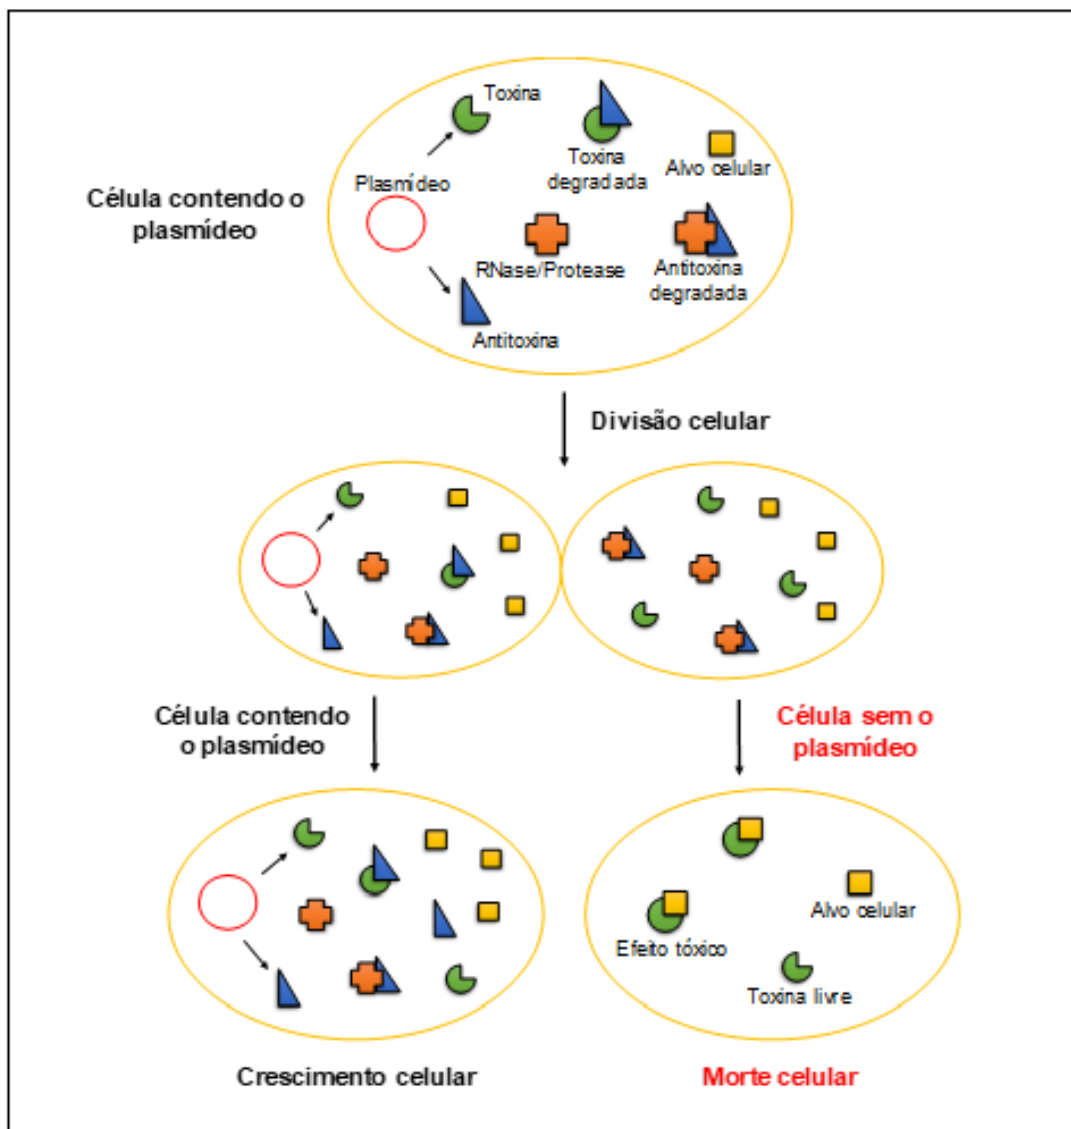 Toxina
Toxina
degradada
Alvo celular
Plasmídeo
Célula contendo o
plasmídeo
RNase/Protease
Antitoxina
degradada
Antitoxina
Divisão celular
Célula contendo
o plasmídeo
Célula sem o
plasmídeo
Alvo celular
Efeito tóxico
Toxina livre
Crescimento celular
Morte celular